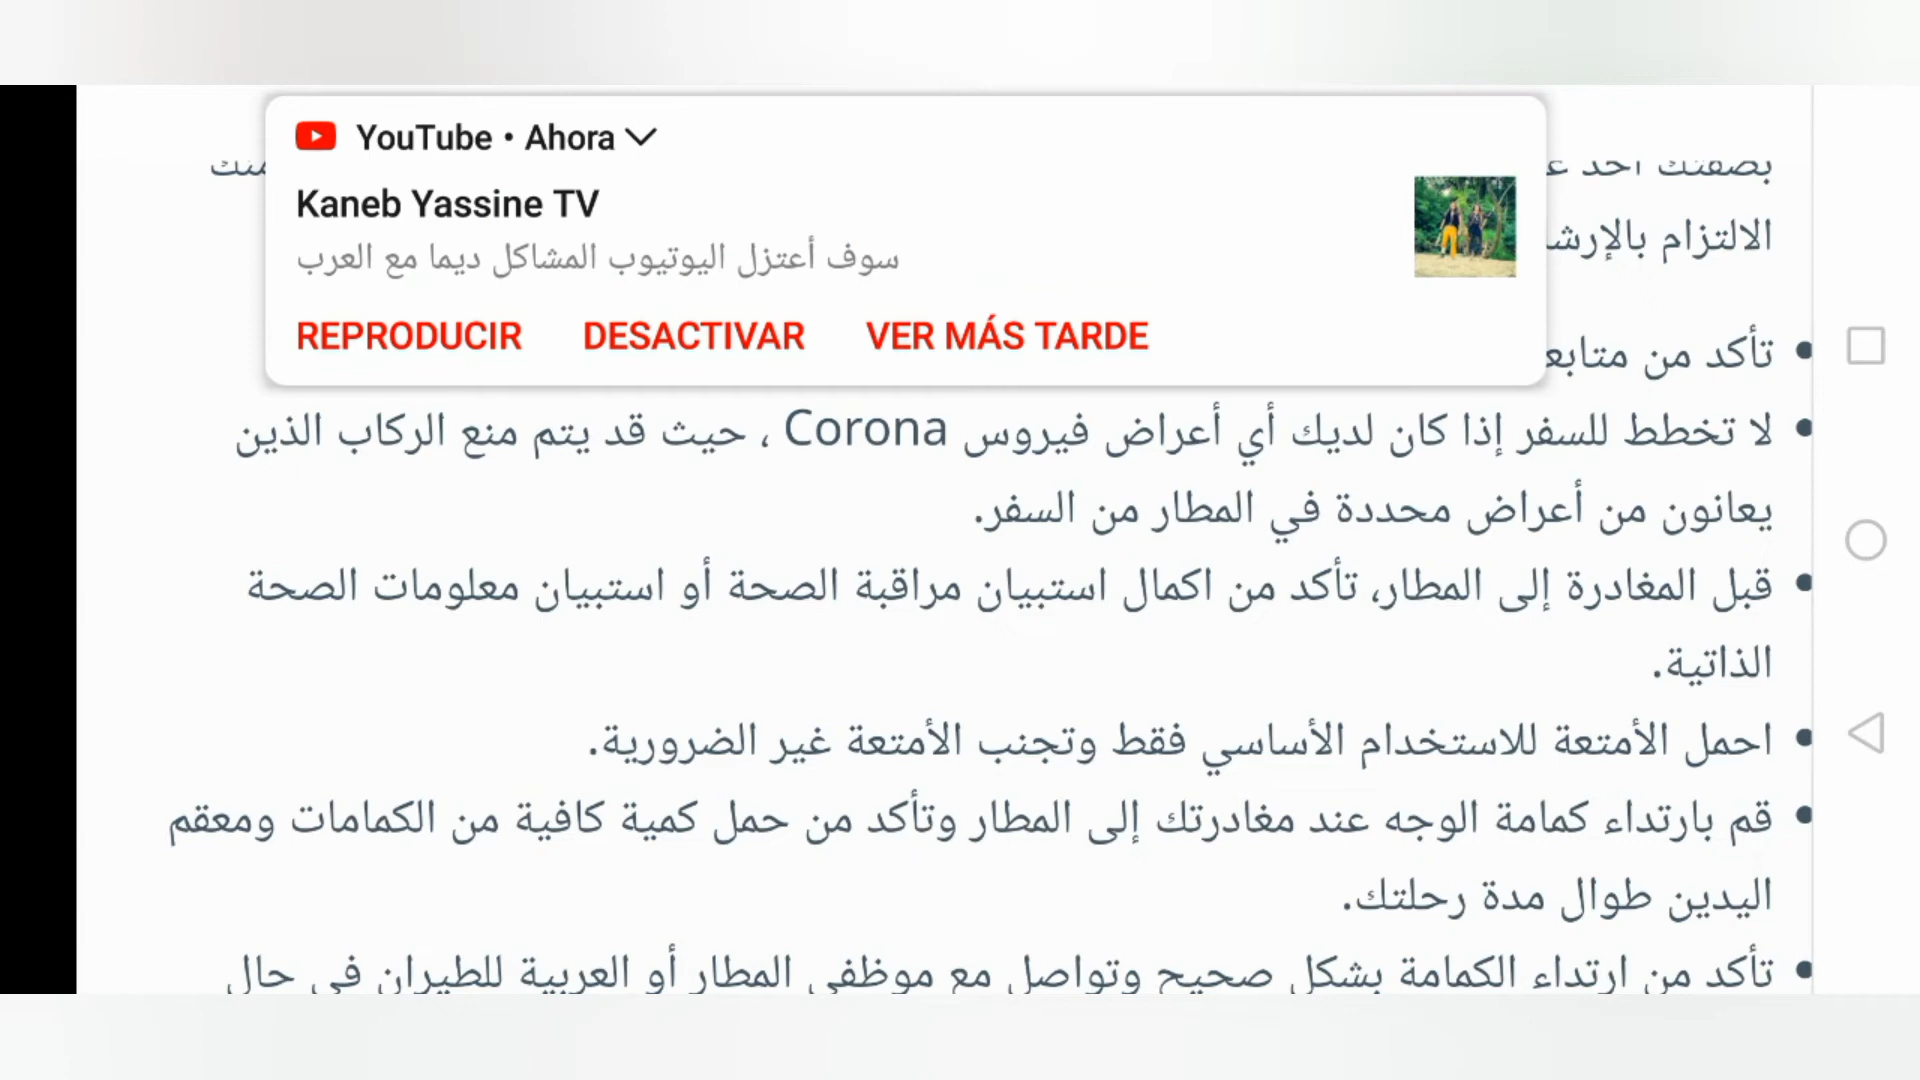 YouTube • Ahora
Kaneb Yassine TV
سوف أعتزل اليوتيوب المشاكل ديما مع العرب
REPRODUCIR DESACTIVAR VER MÁS TARDE
بصفتك أحد
الالتزام
تأكد من
• لا تخطط للسفر إذا كان لديك أي أعراض فيروس Corona ، حيث قد يتم منع الركاب الذين
يعانون من أعراض محددة في المطار من السفر.
• قبل المغادرة إلى المطار، تأكد من اكمال استبيان مراقبة الصحة أو استبيان معلومات الصحة
الذاتية.
• احمل الأمتعة للاستخدام الأساسي فقط وتجنب الأمتعة غير الضرورية.
• قم بارتداء كمامة الوجه عند مغادرتك إلى المطار وتأكد من حمل كمية كافية من الكمامات ومعقم
اليدين طوال مدة رحلتك.
• تأكد من ارتداء الكمامة بشكل صحيح وتواصل مع موظفي المطار أو العربية للطيران في حال